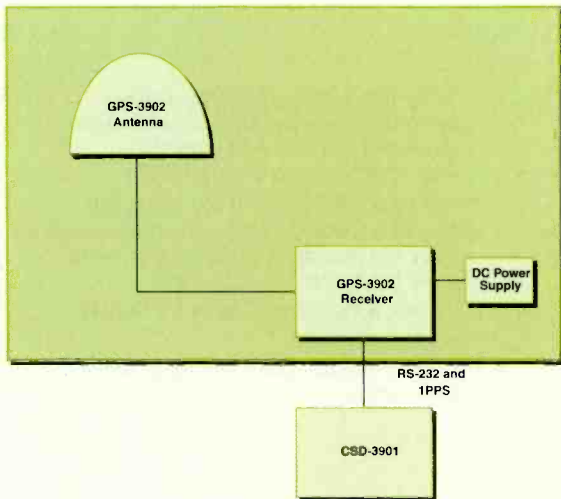 GPS-3902
Antenna
GPS-3902
Receiver
DC Power
Supply
RS-232 and
1PPS
CSD-3901